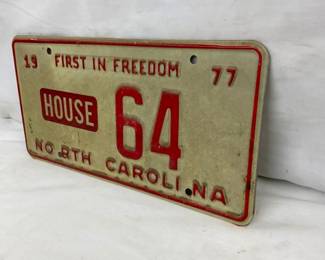 19 FIRST IN FREEDOM 77
HOUSE 64
NORTH CAROLINA